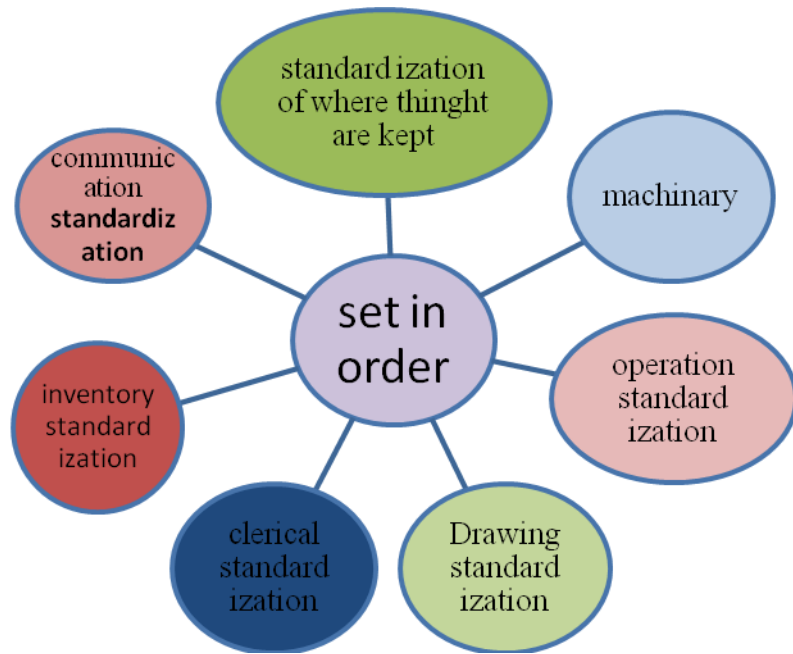 standard ization
of where thinght
are kept
machinary
operation
standard
ization
Drawing
standard
ization
clerical
standard
ization
inventory
standard
ization
communic
ation
standardiz
ation
set in
order